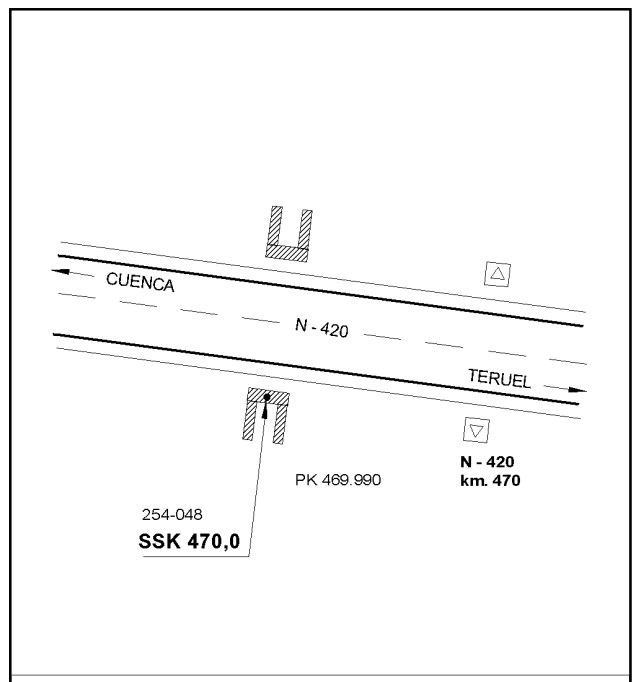 CUENCA
N - 420
TERUEL
N - 420
km. 470
PK 469.990
254-048
SSK 470,0